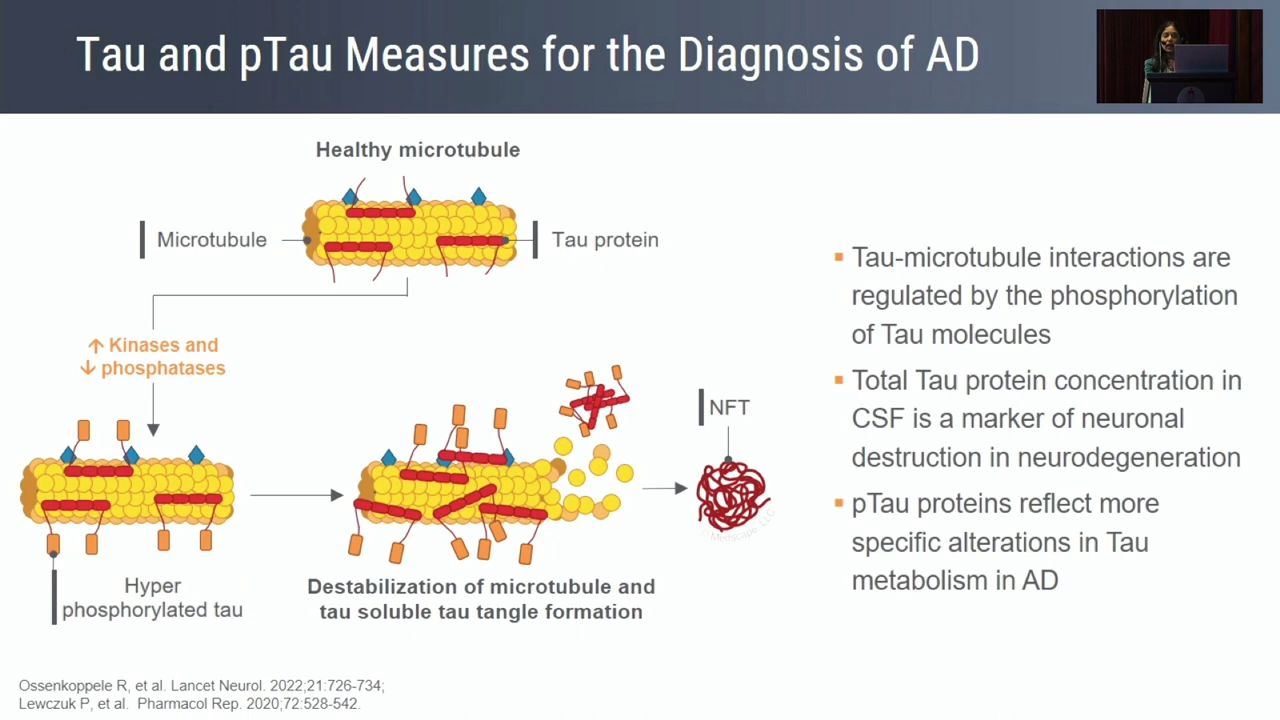 Tau and pTau Measures for the Diagnosis of AD
Healthy microtubule
Microtubule
Tau protein
↑ Kinases and
↓ phosphatases
NFT
© Medscape, LLC
Hyper
phosphorylated tau
Destabilization of microtubule and
tau soluble tau tangle formation
▪ Tau-microtubule interactions are
regulated by the phosphorylation
of Tau molecules
▪ Total Tau protein concentration in
CSF is a marker of neuronal
destruction in neurodegeneration
▪ pTau proteins reflect more
specific alterations in Tau
metabolism in AD
Ossenkoppele R, et al. Lancet Neurol. 2022;21:726-734;
Lewczuk P, et al. Pharmacol Rep. 2020;72:528-542.